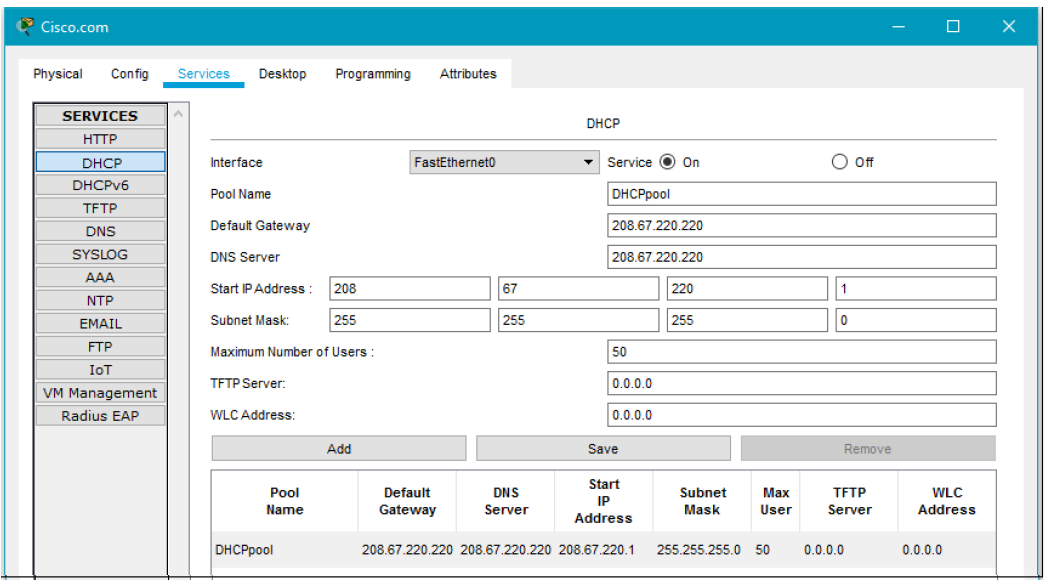 Cisco.com
Physical Config Services Desktop Programming Attributes
SERVICES
HTTP
DHCP
DHCPv6
TFTP
DNS
SYSLOG
AAA
NTP
EMAIL
FTP
IoT
VM Management
Radius EAP
DHCP
Interface FastEthernet0 Service On Off
Pool Name DHCPpool
Default Gateway 208.67.220.220
DNS Server 208.67.220.220
Start IP Address : 208 67 220 1
Subnet Mask: 255 255 255 0
Maximum Number of Users : 50
TFTP Server: 0.0.0.0
WLC Address: 0.0.0.0
Add Save Remove
Pool Name Default Gateway DNS Server Start IP Address Subnet Mask Max User TFTP Server WLC Address
DHCPpool 208.67.220.220 208.67.220.220 208.67.220.1 255.255.255.0 50 0.0.0.0 0.0.0.0